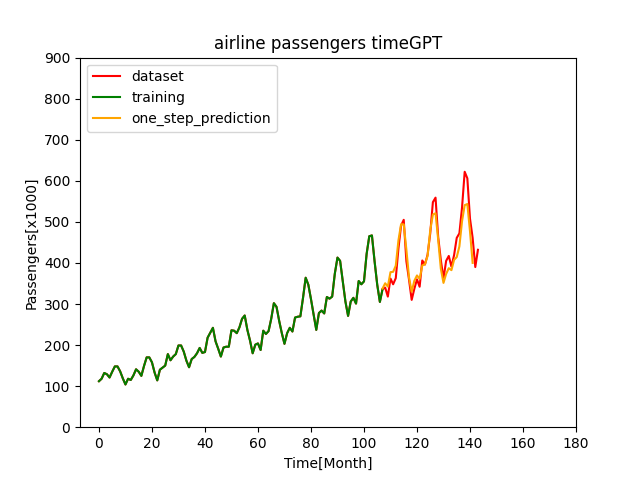 airline passengers timeGPT
dataset
training
one_step_prediction
900
800
700
600
500
400
300
200
100
0
Passengers[x1000]
0 20 40 60 80 100 120 140 160 180
Time[Month]